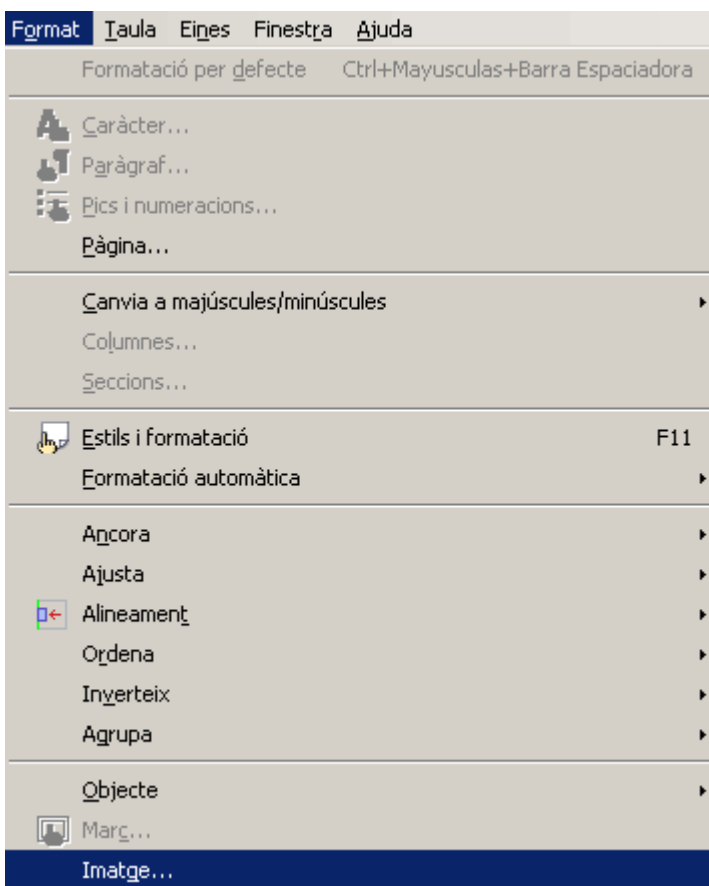 Format Taula Eines Finestra Ajuda
Formatació per defecte Ctrl+Mayusculas+Barra Espaciadora
Caràcter...
Paràgraf...
Pics i numeracions...
Pàgina...
Canvia a majúscules/minúscules
Columnes...
Seccions...
Estils i formatació F11
Formatació automàtica
Ancora
Ajusta
Alineament
Ordena
Inverteix
Agrupa
Objecte
Marc...
Imatge...